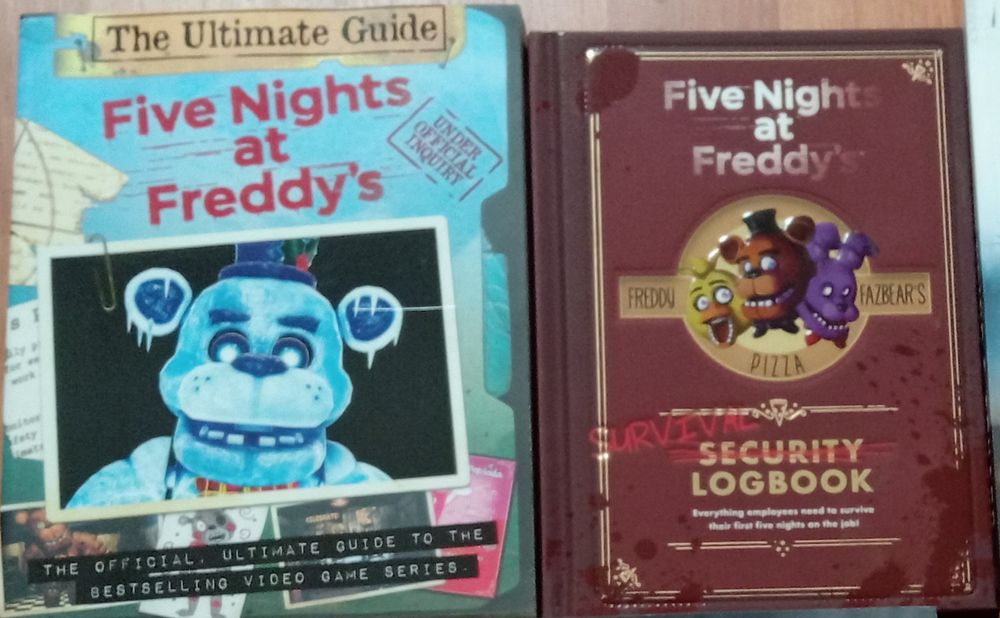 The Ultimate Guide
Five Nights
at
Freddy's
UNDER
OFFICIAL
INQUIRY
CELEBRATE
THE OFFICIAL, ULTIMATE GUIDE TO THE
BESTSELLING VIDEO GAME SERIES.
Five Nights
at
Freddy's
FREDDY FAZBEAR'S
PIZZA
SURVIVAL
SECURITY
LOGBOOK
Everything employees need to survive
their first five nights on the job!